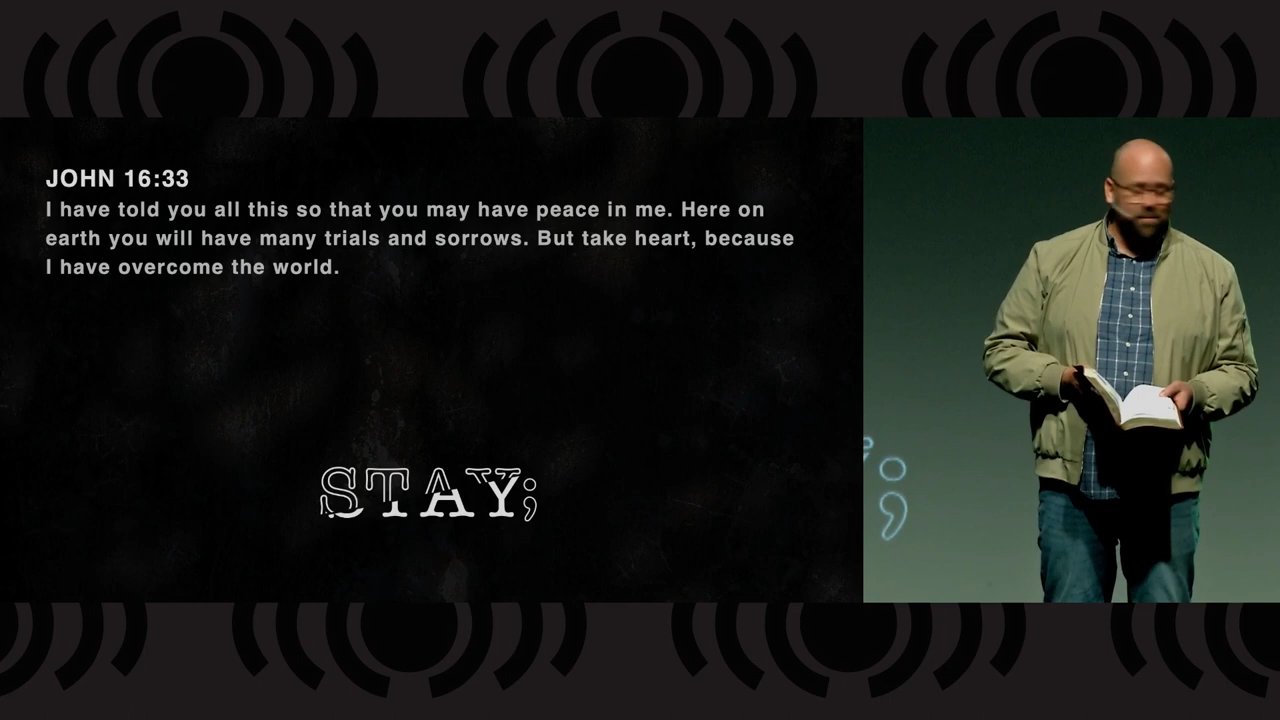 JOHN 16:33
I have told you all this so that you may have peace in me. Here on
earth you will have many trials and sorrows. But take heart, because
I have overcome the world.
STAY;
;